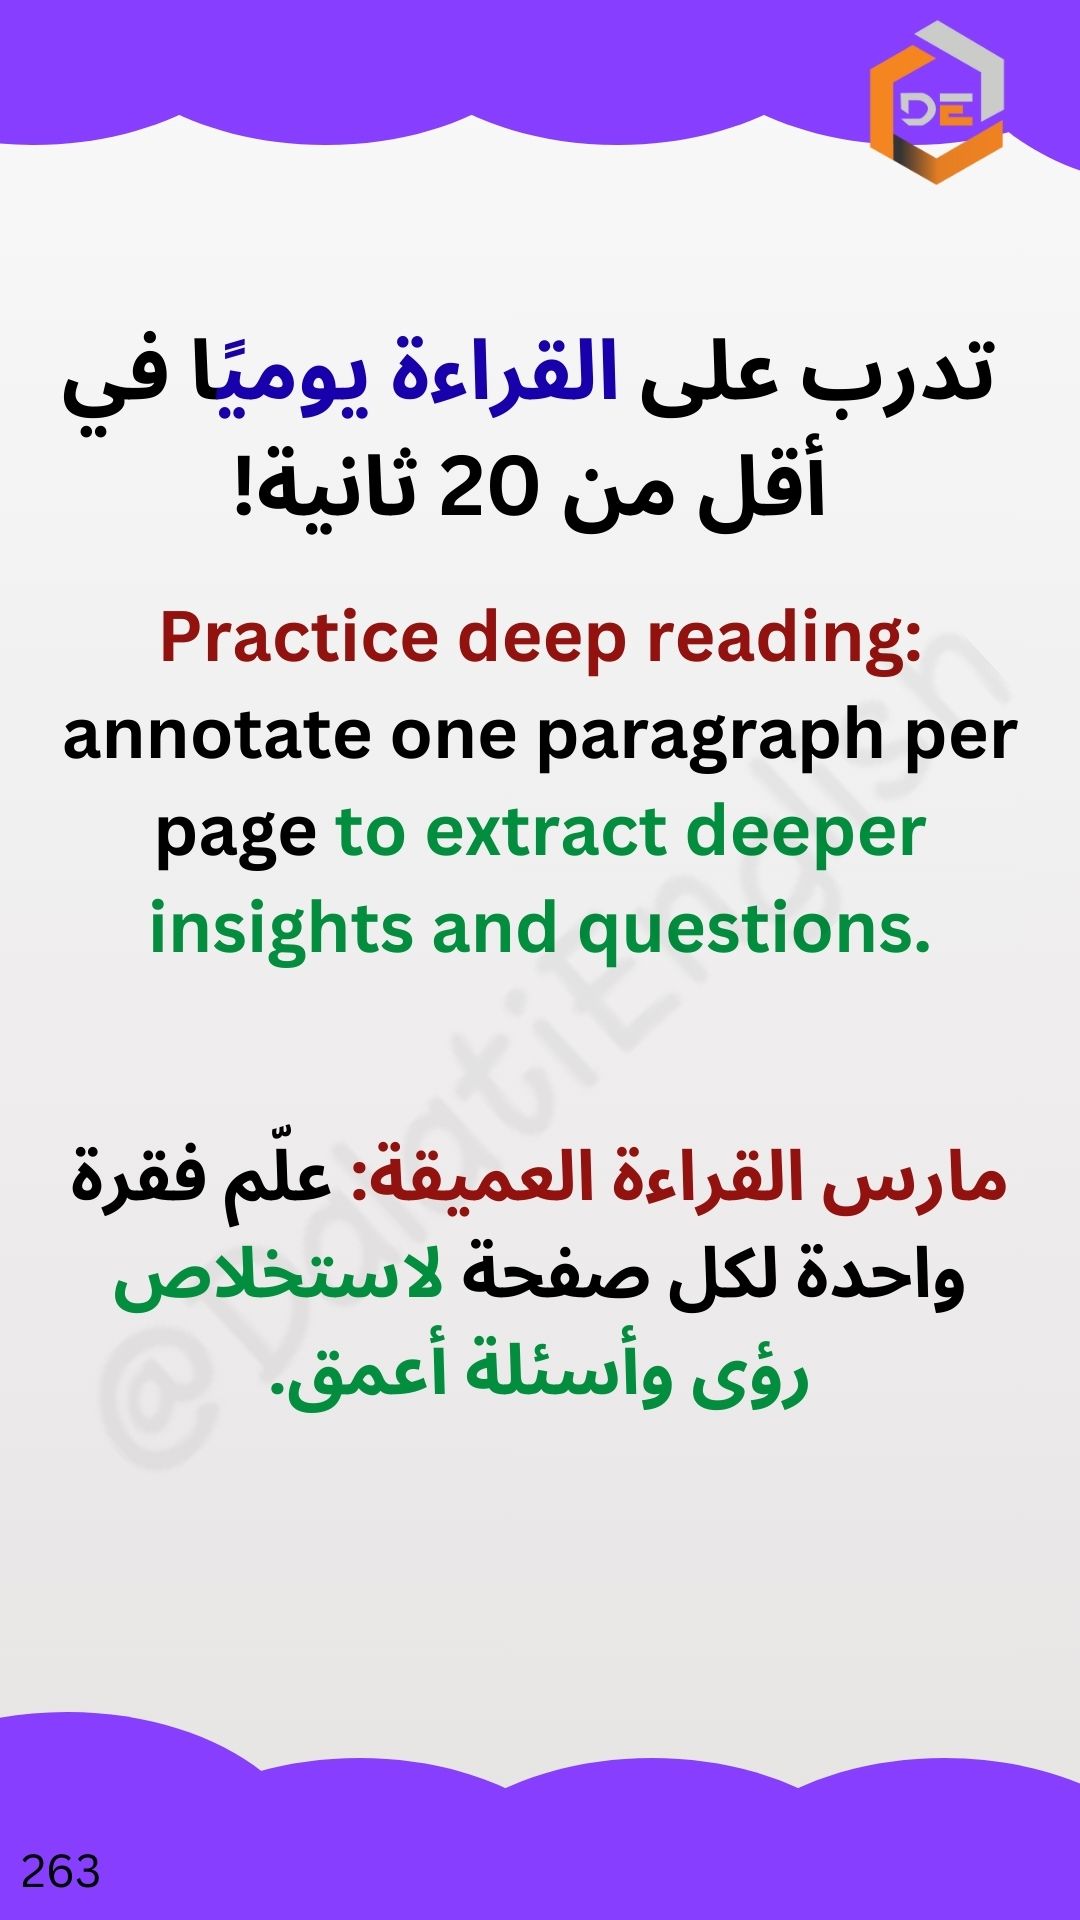 DE
تدرب على القراءة يوميًا في
أقل من 20 ثانية!
Practice deep reading:
annotate one paragraph per
page to extract deeper
insights and questions.
مارس القراءة العميقة: علّم فقرة
واحدة لكل صفحة لاستخلاص
رؤى وأسئلة أعمق.
@DalatiEnglish
263